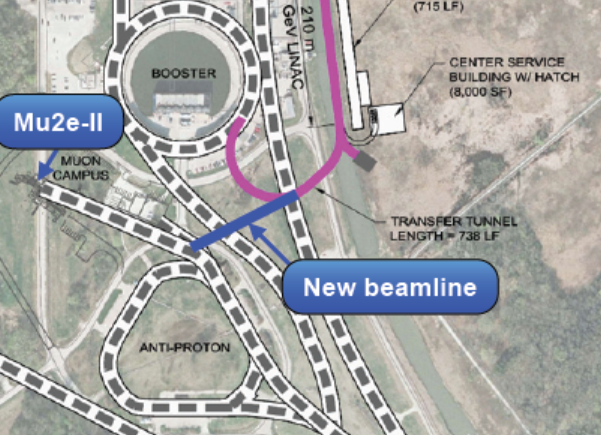 (715 LF)
210 m
GeV LINAC
CENTER SERVICE
BUILDING W/ HATCH
(8,000 SF)
BOOSTER
Mu2e-II
MUON
CAMPUS
TRANSFER TUNNEL
LENGTH = 738 LF
New beamline
ANTI-PROTON